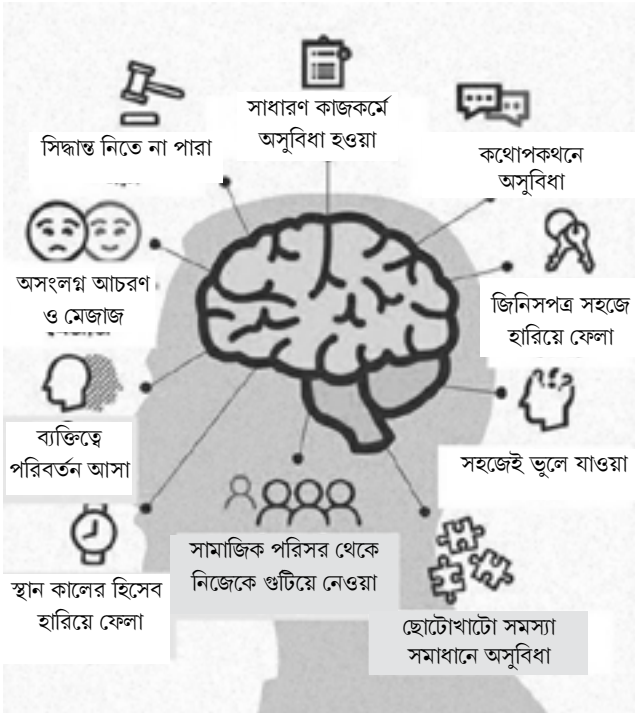 সাধারণ কাজকর্মে
অসুবিধা হওয়া
সিদ্ধান্ত নিতে না পারা
কথোপকথনে
অসুবিধা
অসংলগ্ন আচরণ
ও মেজাজ
জিনিসপত্র সহজে
হারিয়ে ফেলা
ব্যক্তিত্বে
পরিবর্তন আসা
সহজেই ভুলে যাওয়া
সামাজিক পরিসর থেকে
নিজেকে গুটিয়ে নেওয়া
স্থান কালের হিসেব
হারিয়ে ফেলা
ছোটোখাটো সমস্যা
সমাধানে অসুবিধা